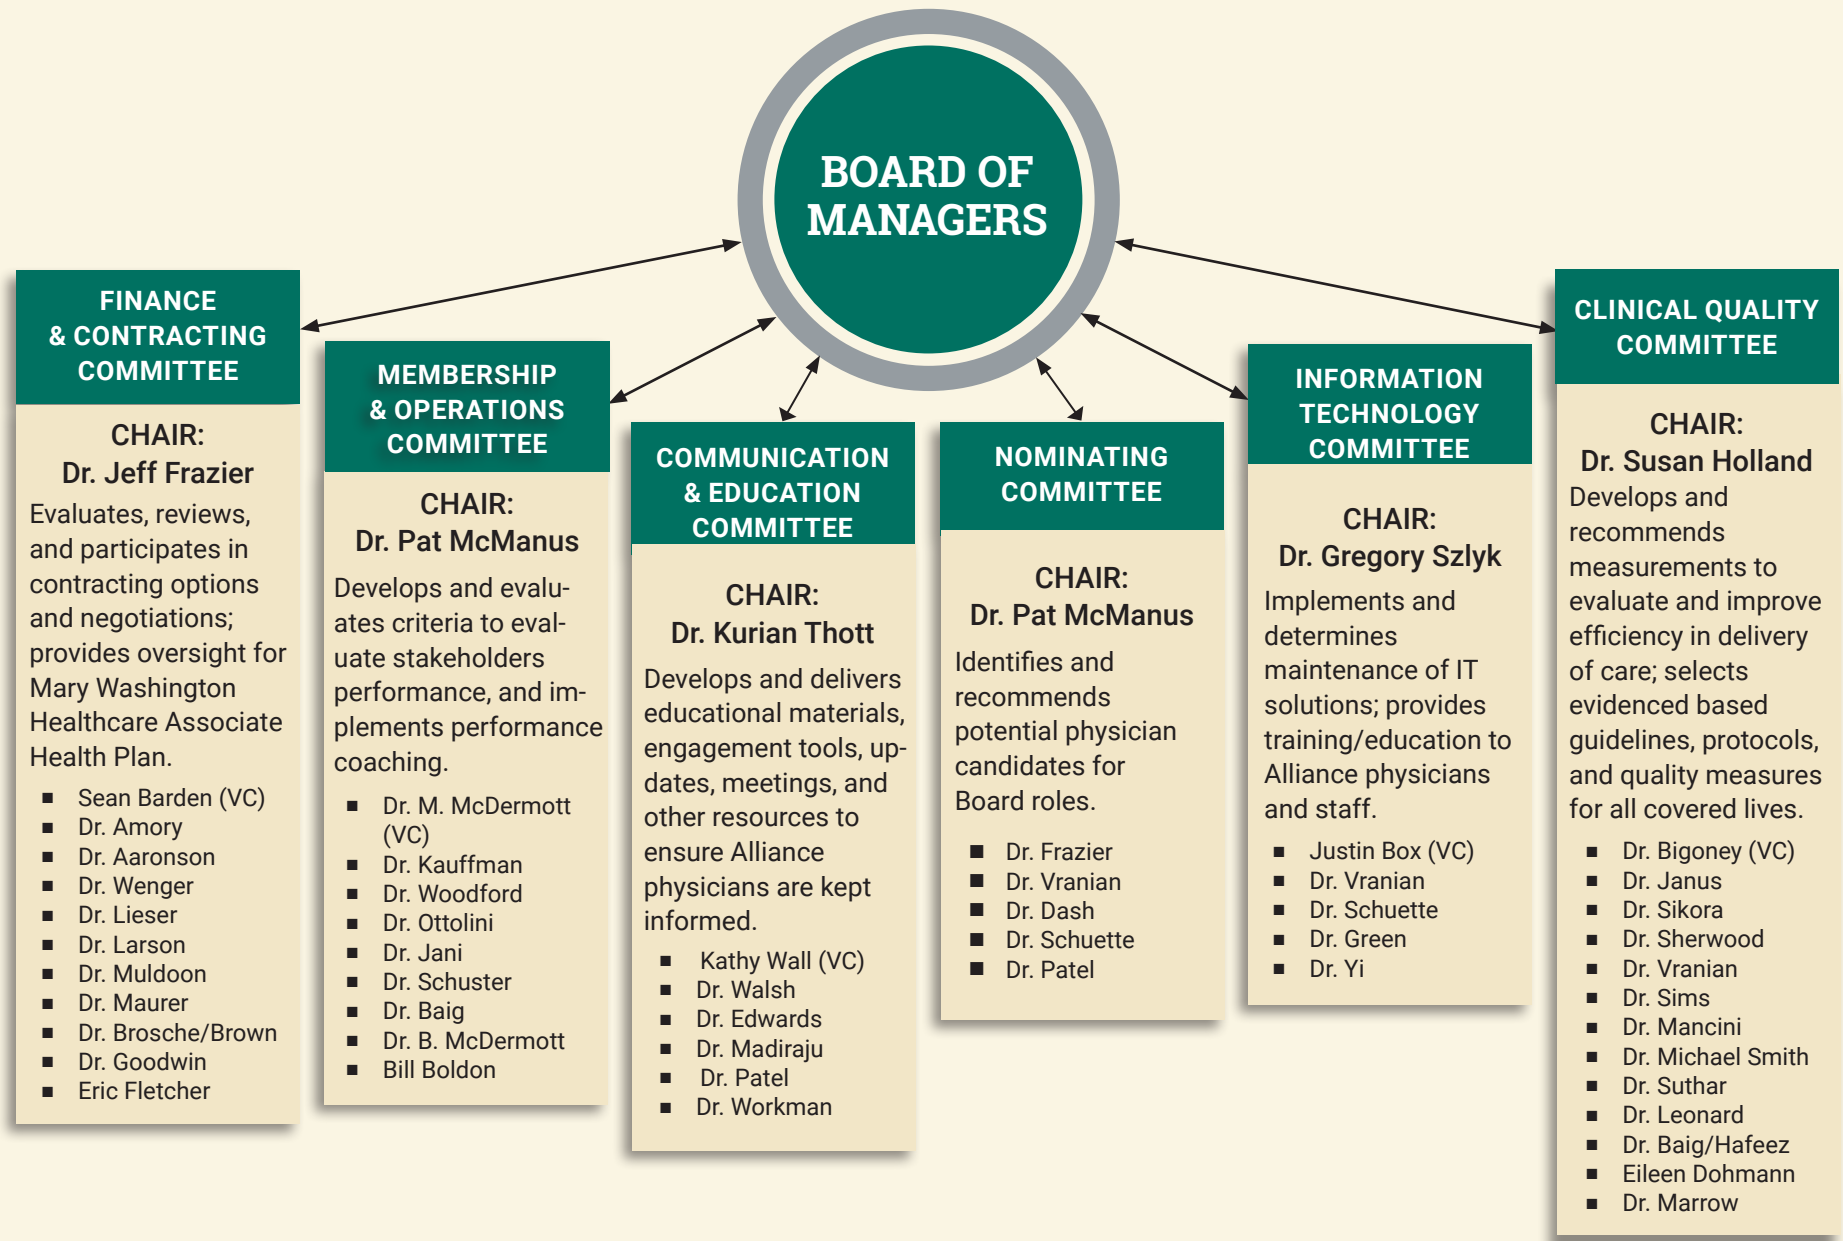 BOARD OF
MANAGERS
FINANCE
& CONTRACTING
COMMITTEE
CHAIR:
Dr. Jeff Frazier
Evaluates, reviews,
and participates in
contracting options
and negotiations;
provides oversight for
Mary Washington
Healthcare Associate
Health Plan.
Sean Barden (VC)
Dr. Amory
Dr. Aaronson
Dr. Wenger
Dr. Lieser
Dr. Larson
Dr. Muldoon
Dr. Maurer
Dr. Brosche/Brown
Dr. Goodwin
Eric Fletcher
MEMBERSHIP
& OPERATIONS
COMMITTEE
CHAIR:
Dr. Pat McManus
Develops and evalu-
ates criteria to eval-
uate stakeholders
performance, and im-
plements performance
coaching.
Dr. M. McDermott
(VC)
Dr. Kauffman
Dr. Woodford
Dr. Ottolini
Dr. Jani
Dr. Schuster
Dr. Baig
Dr. B. McDermott
Bill Boldon
COMMUNICATION
& EDUCATION
COMMITTEE
CHAIR:
Dr. Kurian Thott
Develops and delivers
educational materials,
engagement tools, up-
dates, meetings, and
other resources to
ensure Alliance
physicians are kept
informed.
Kathy Wall (VC)
Dr. Walsh
Dr. Edwards
Dr. Madiraju
Dr. Patel
Dr. Workman
NOMINATING
COMMITTEE
CHAIR:
Dr. Pat McManus
Identifies and
recommends
potential physician
candidates for
Board roles.
Dr. Frazier
Dr. Vranian
Dr. Dash
Dr. Schuette
Dr. Patel
INFORMATION
TECHNOLOGY
COMMITTEE
CHAIR:
Dr. Gregory Szlyk
Implements and
determines
maintenance of IT
solutions; provides
training/education to
Alliance physicians
and staff.
Justin Box (VC)
Dr. Vranian
Dr. Schuette
Dr. Green
Dr. Yi
CLINICAL QUALITY
COMMITTEE
CHAIR:
Dr. Susan Holland
Develops and
recommends
measurements to
evaluate and improve
efficiency in delivery
of care; selects
evidenced based
guidelines, protocols,
and quality measures
for all covered lives.
Dr. Bigoney (VC)
Dr. Janus
Dr. Sikora
Dr. Sherwood
Dr. Vranian
Dr. Sims
Dr. Mancini
Dr. Michael Smith
Dr. Suthar
Dr. Leonard
Dr. Baig/Hafeez
Eileen Dohmann
Dr. Marrow